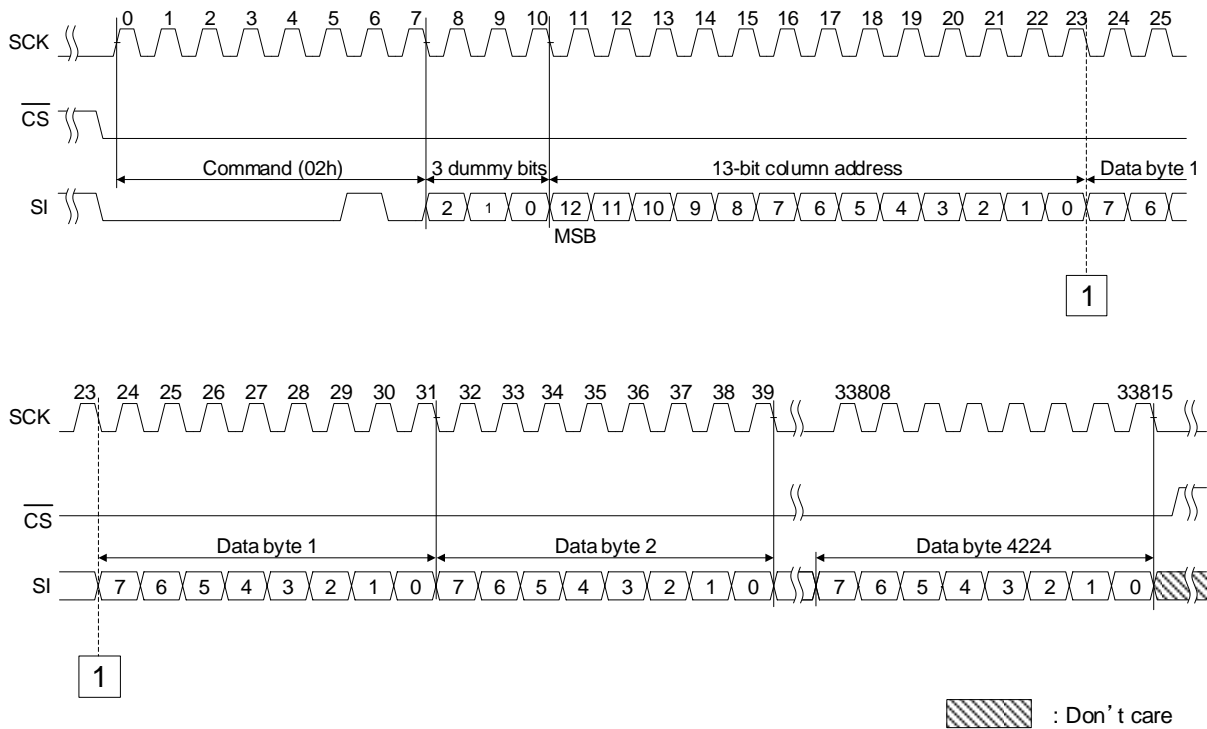 0 1 2 3 4 5 6 7 8 9 10 11 12 13 14 15 16 17 18 19 20 21 22 23 24 25
SCK
CS
Command (02h) 3 dummy bits 13-bit column address Data byte 1
SI 2 1 0 12 11 10 9 8 7 6 5 4 3 2 1 0 7 6
MSB
1
23 24 25 26 27 28 29 30 31 32 33 34 35 36 37 38 39 33808 33815
SCK
CS
Data byte 1 Data byte 2 Data byte 4224
SI 7 6 5 4 3 2 1 0 7 6 5 4 3 2 1 0 7 6 5 4 3 2 1 0
1
: Don't care